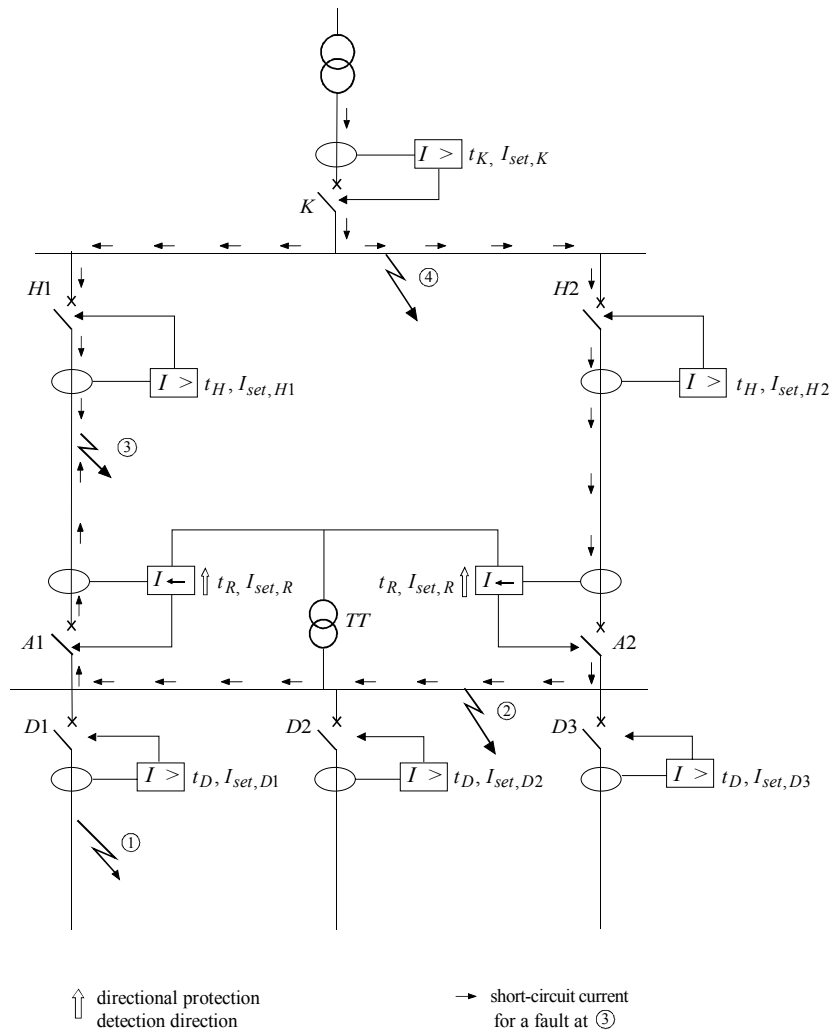 I > t_K, I_set,K
K
④
H1
H2
I > t_H, I_set,H1
I > t_H, I_set,H2
③
I t_R, I_set,R
t_R, I_set,R I
TT
A1
A2
②
D1
D2
D3
I > t_D, I_set,D1
I > t_D, I_set,D2
I > t_D, I_set,D3
①
directional protection
detection direction
short-circuit current
for a fault at ③